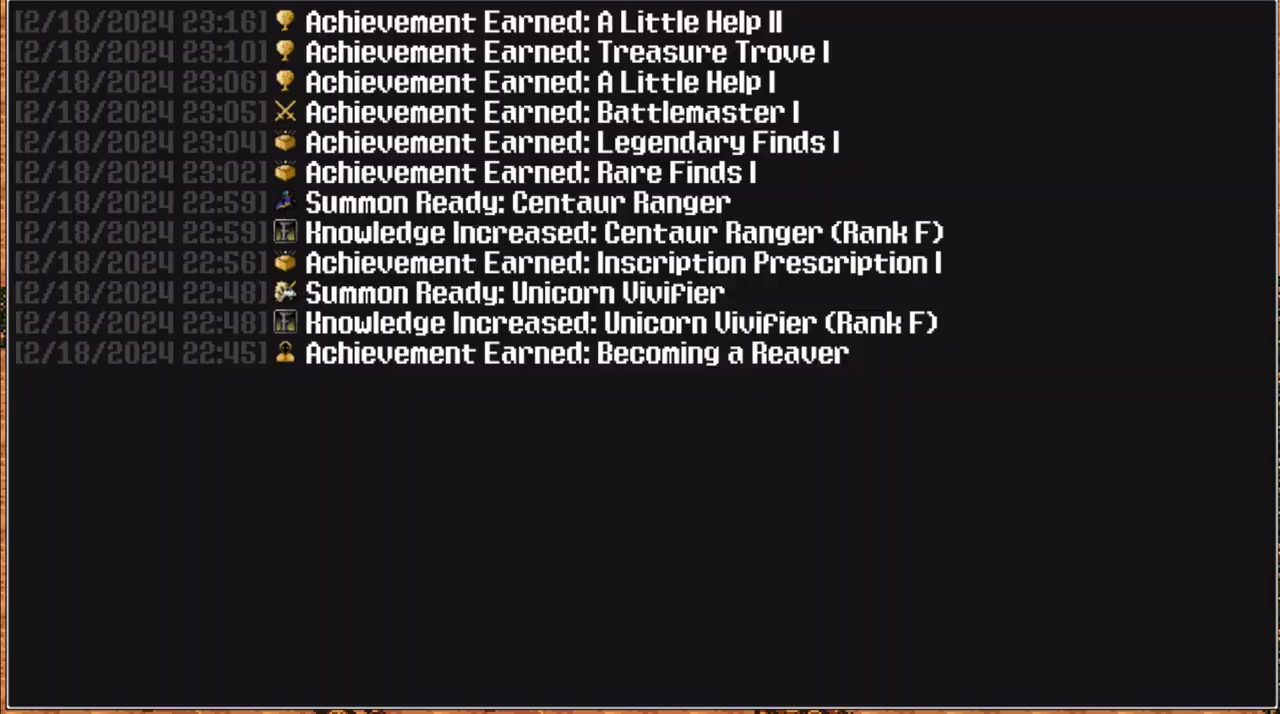 [2/18/2024 23:16] Achievement Earned: A Little Help II
[2/18/2024 23:10] Achievement Earned: Treasure Trove I
[2/18/2024 23:06] Achievement Earned: A Little Help I
[2/18/2024 23:05] Achievement Earned: Battlemaster I
[2/18/2024 23:04] Achievement Earned: Legendary Finds I
[2/18/2024 23:02] Achievement Earned: Rare Finds I
[2/18/2024 22:59] Summon Ready: Centaur Ranger
[2/18/2024 22:59] Knowledge Increased: Centaur Ranger (Rank F)
[2/18/2024 22:56] Achievement Earned: Inscription Prescription I
[2/18/2024 22:48] Summon Ready: Unicorn Vivifier
[2/18/2024 22:48] Knowledge Increased: Unicorn Vivifier (Rank F)
[2/18/2024 22:45] Achievement Earned: Becoming a Reaver